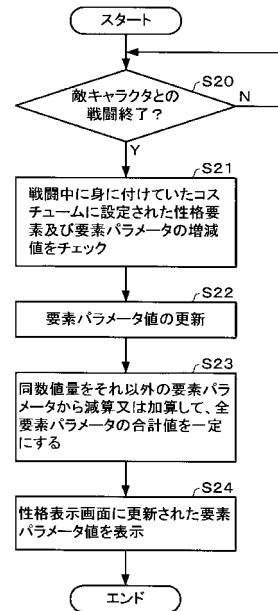 スタート
S20
敵キャラクタとの
戦闘終了?
N
Y
S21
戦闘中に身に付けていたコス
チュームに設定された性格要
素及び要素パラメータの増減
値をチェック
S22
要素パラメータ値の更新
S23
同数値量をそれ以外の要素パラ
メータから減算又は加算して、全
要素パラメータの合計値を一定
にする
S24
性格表示画面に更新された要素
パラメータ値を表示
エンド